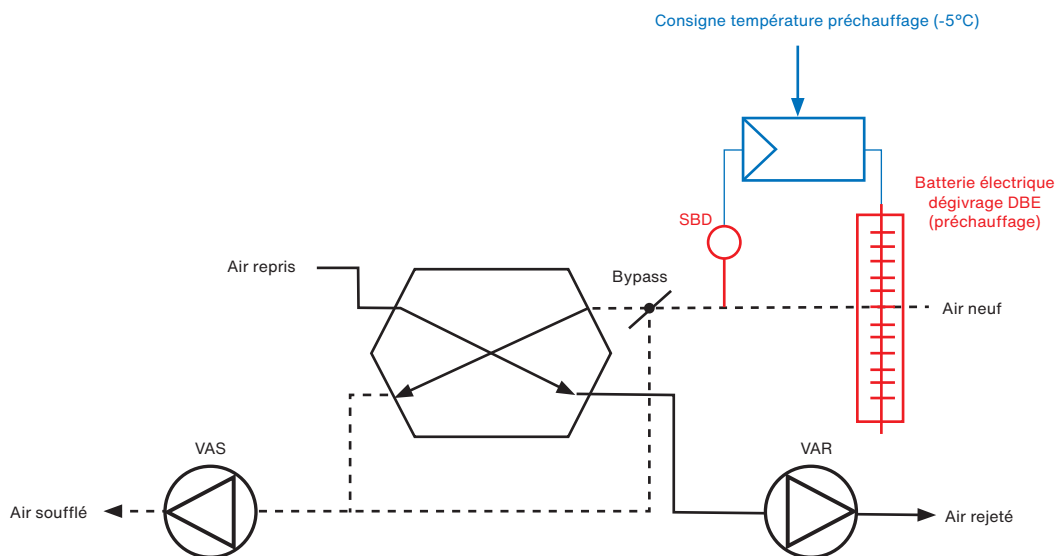 Consigne température préchauffage (-5°C)
Batterie électrique
dégivrage DBE
(préchauffage)
SBD
Air repris
Bypass
Air neuf
VAS
VAR
Air soufflé
Air rejeté